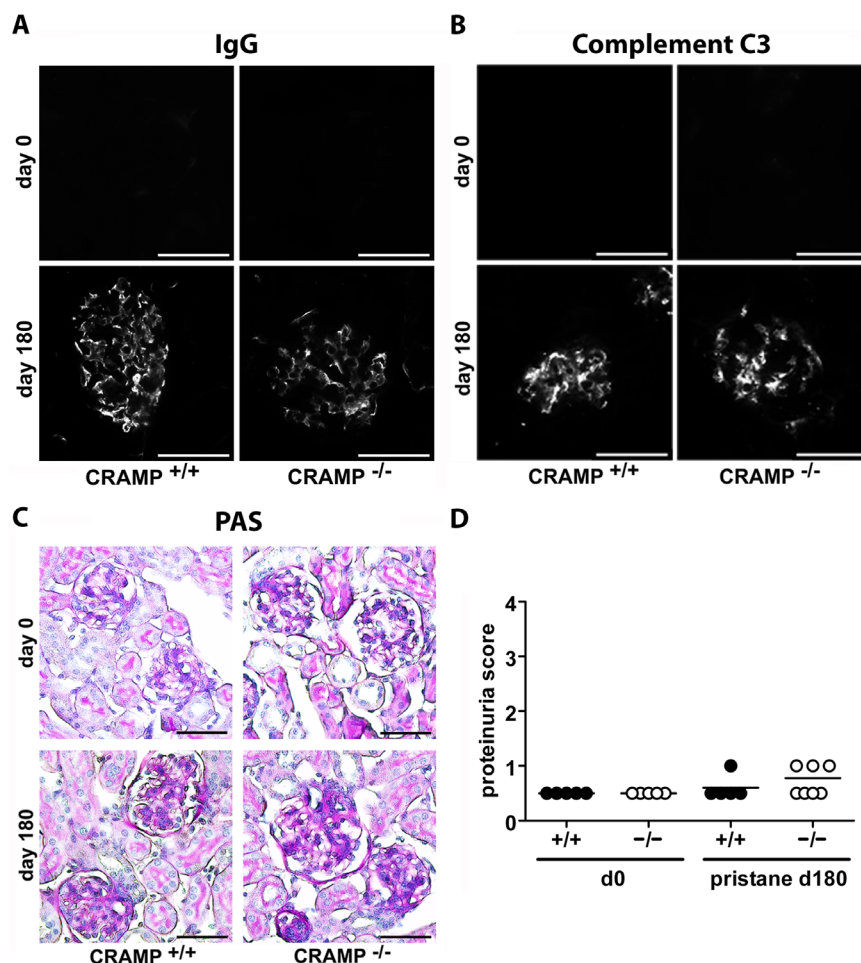 A
IgG
day 0
day 180
CRAMP +/+
CRAMP -/-
B
Complement C3
day 0
day 180
CRAMP +/+
CRAMP -/-
C
PAS
day 0
day 180
CRAMP +/+
CRAMP -/-
D
proteinuria score
4
3
2
1
0
+/+
−/−
+/+
−/−
d0
pristane d180